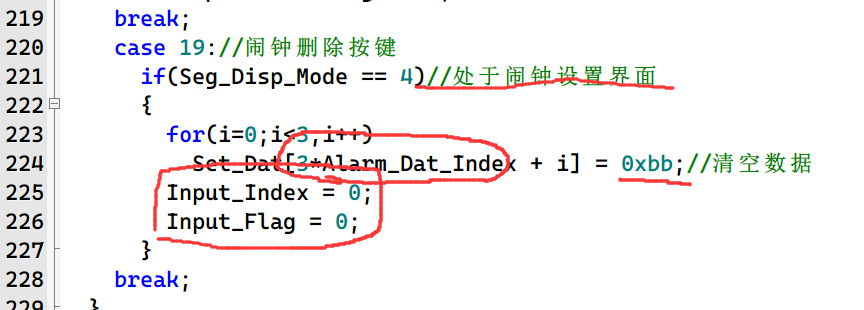 219 break;
220 case 19://闹钟删除按键
221 if(Seg_Disp_Mode == 4)//处于闹钟设置界面
222 {
223 for(i=0;i<3;i++)
224 Set_Dat[3*Alarm_Dat_Index + i] = 0xbb;//清空数据
225 Input_Index = 0;
226 Input_Flag = 0;
227 }
228 break;
229 }